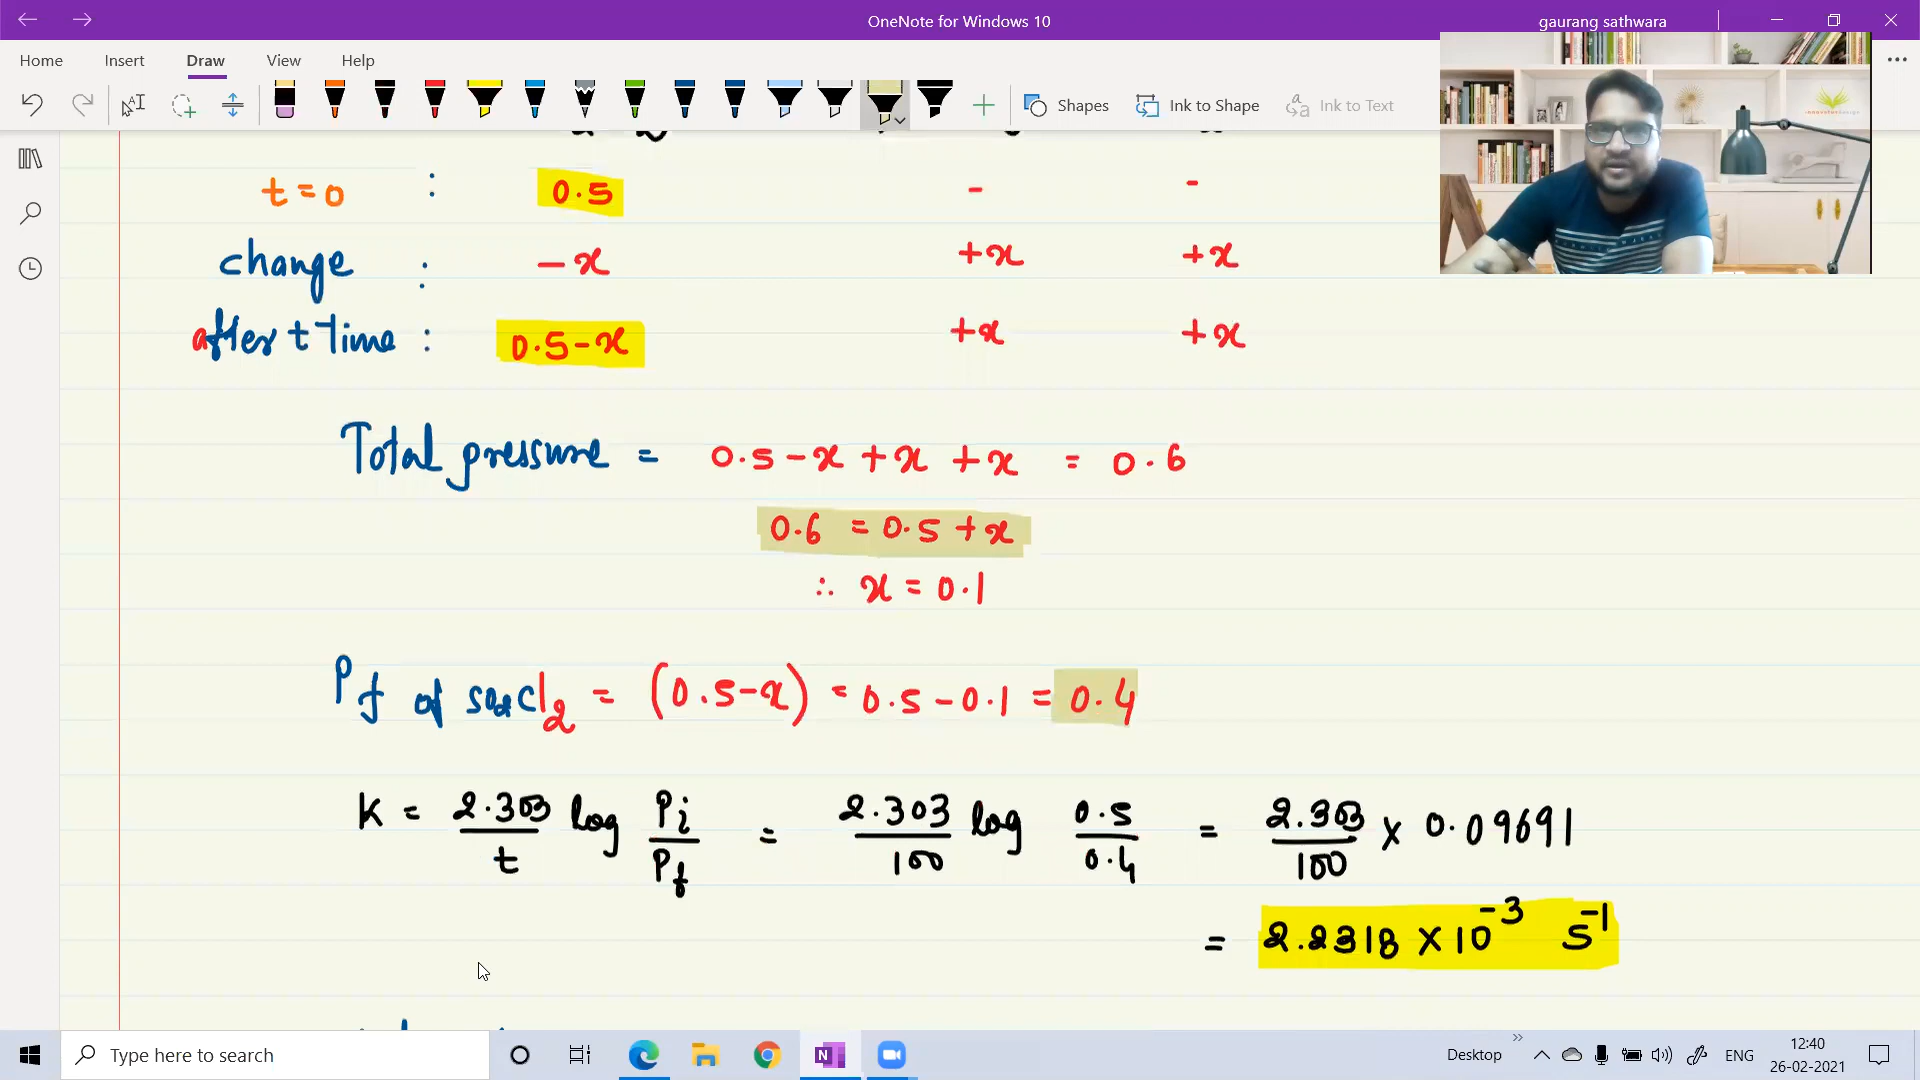 OneNote for Windows 10
gaurang sathwara
Home Insert Draw View Help
Shapes Ink to Shape Ink to Text
t = 0 : 0.5 - -
change : -x +x +x
after t Time : 0.5-x +x +x
Total pressure = 0.5-x +x +x = 0.6
0.6 = 0.5 + x
∴ x = 0.1
Pf of so2cl2 = (0.5-x) = 0.5-0.1 = 0.4
K = 2.303/t log Pi/Pf = 2.303/100 log 0.5/0.4 = 2.303/100 x 0.09691
= 2.2318 x 10^-3 S^-1
Type here to search
Desktop
ENG
12:40
26-02-2021